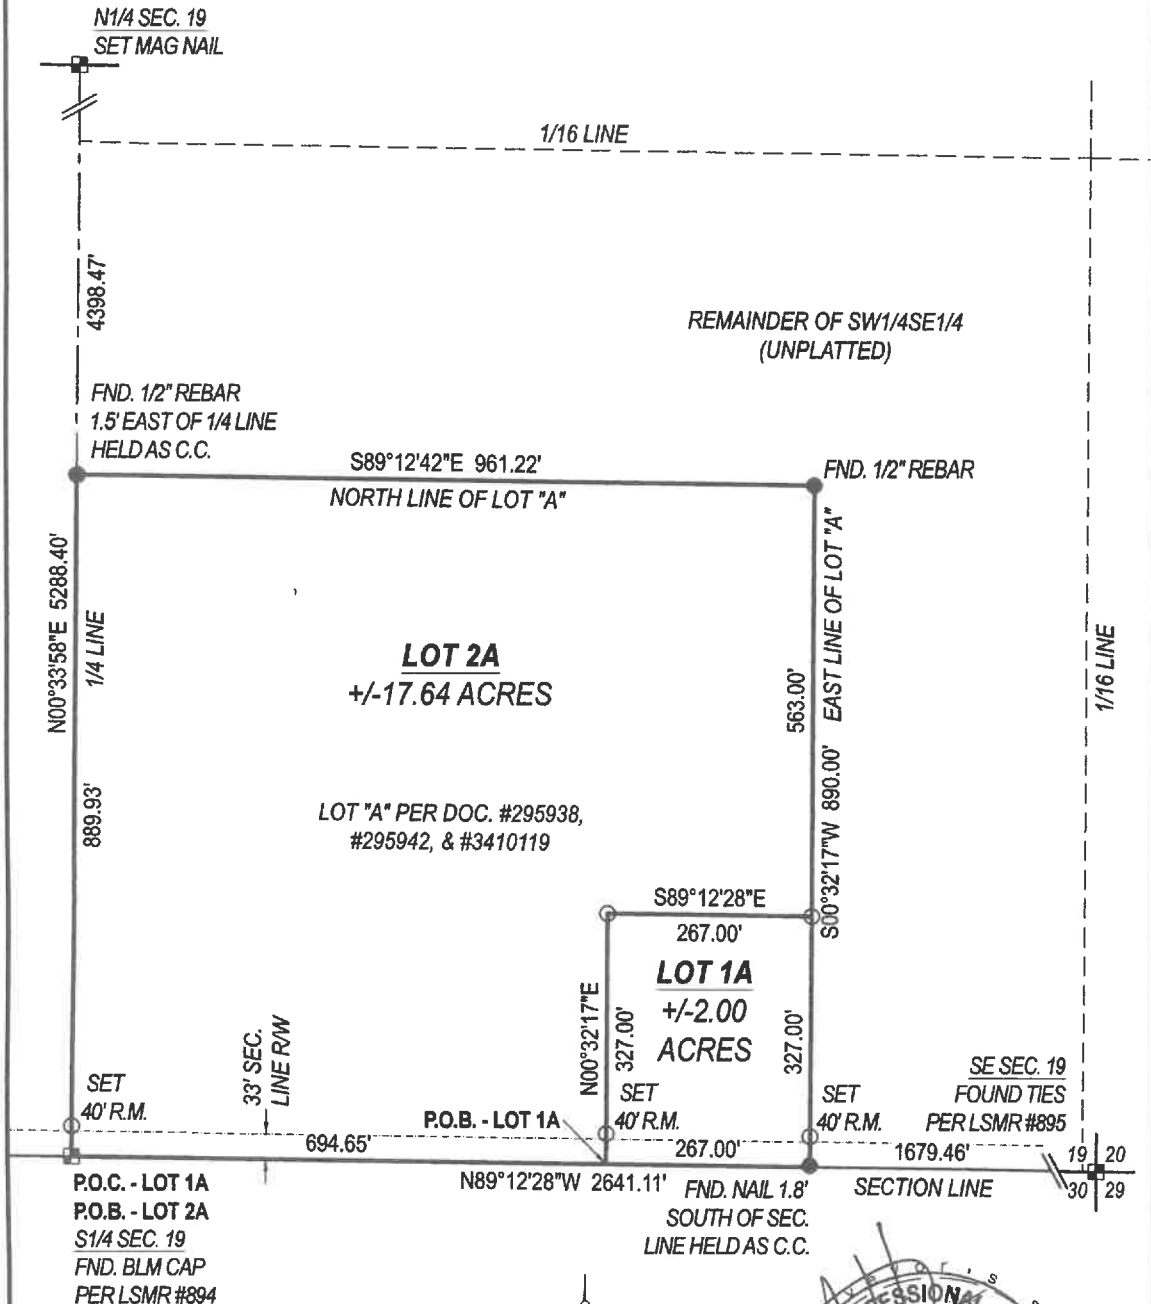 N1/4 SEC. 19
SET MAG NAIL
1/16 LINE
4398.47'
REMAINDER OF SW1/4SE1/4
(UNPLATTED)
FND. 1/2" REBAR
1.5' EAST OF 1/4 LINE
HELD AS C.C.
S89°12'42"E 961.22'
NORTH LINE OF LOT "A"
FND. 1/2" REBAR
N00°33'58"E 5288.40'
1/4 LINE
889.93'
LOT 2A
+/-17.64 ACRES
LOT "A" PER DOC. #295938,
#295942, & #3410119
563.00'
S00°32'17"W 890.00' EAST LINE OF LOT "A"
1/16 LINE
S89°12'28"E
267.00'
LOT 1A
+/-2.00
ACRES
N00°32'17"E
327.00'
327.00'
33' SEC.
LINE R/W
SET
40' R.M.
SET
40' R.M.
SET
40' R.M.
SE SEC. 19
FOUND TIES
PER LSMR #895
P.O.B. - LOT 1A
694.65'
267.00'
1679.46'
19 20
30 29
N89°12'28"W 2641.11'
SECTION LINE
P.O.C. - LOT 1A
P.O.B. - LOT 2A
S1/4 SEC. 19
FND. BLM CAP
PER LSMR #894
FND. NAIL 1.8'
SOUTH OF SEC.
LINE HELD AS C.C.